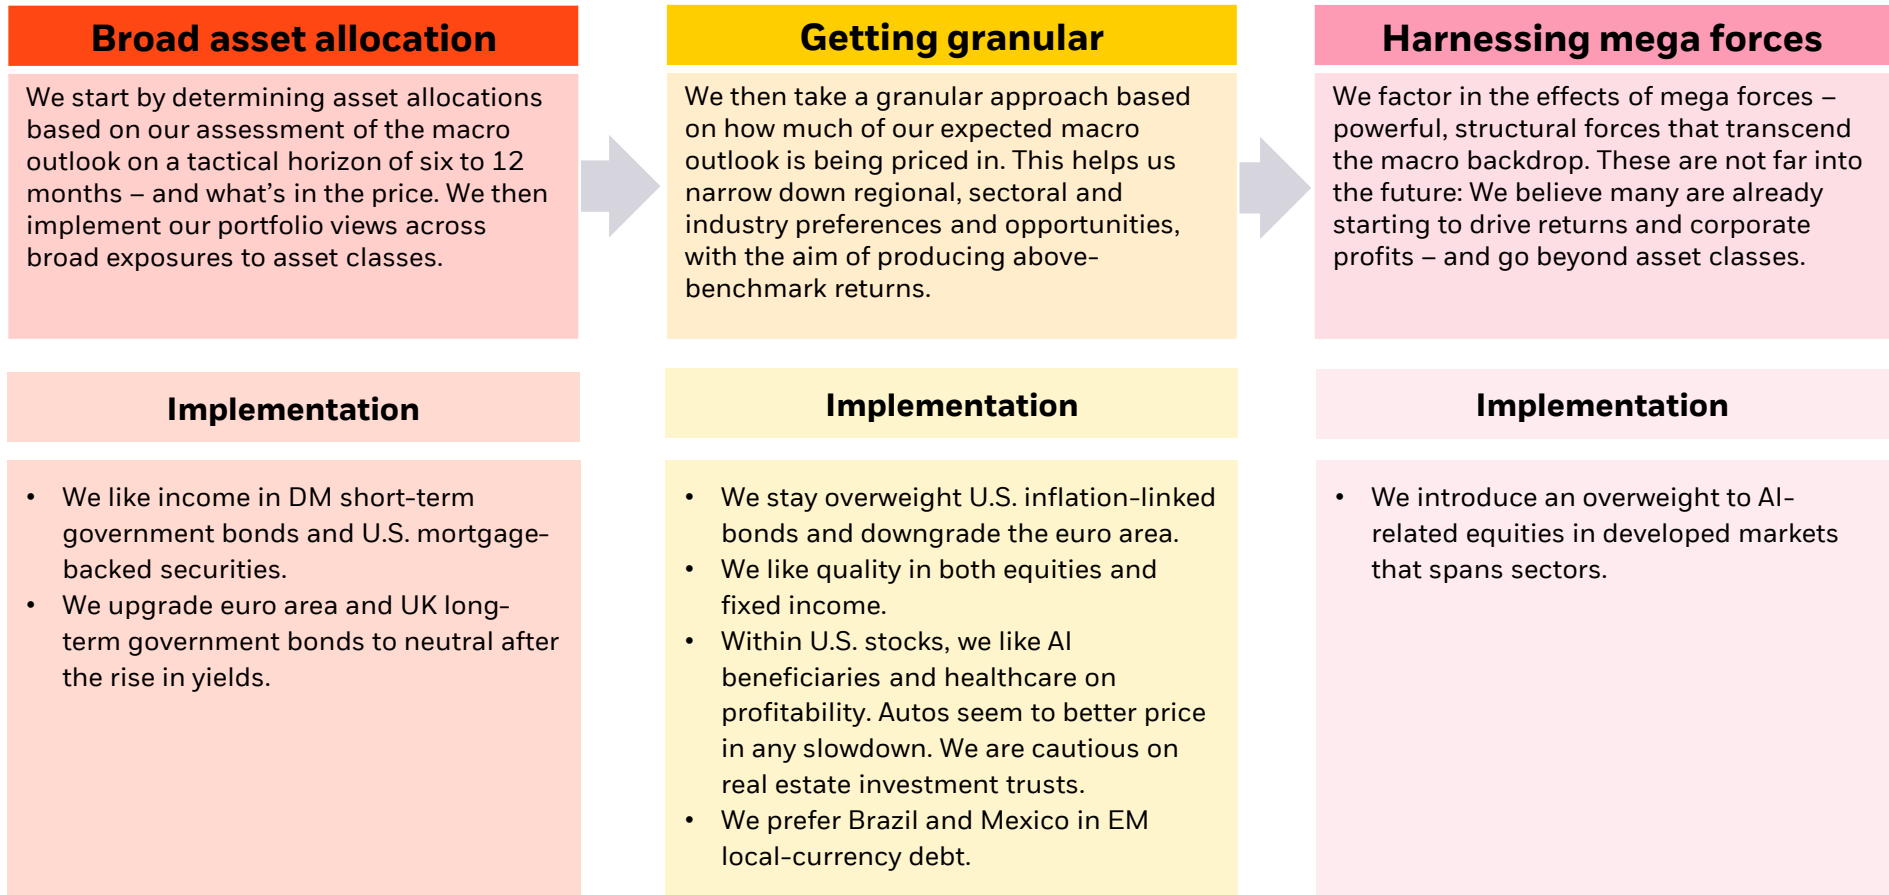 Broad asset allocation
We start by determining asset allocations
based on our assessment of the macro
outlook on a tactical horizon of six to 12
months – and what's in the price. We then
implement our portfolio views across
broad exposures to asset classes.
Implementation
• We like income in DM short-term
government bonds and U.S. mortgage-
backed securities.
• We upgrade euro area and UK long-
term government bonds to neutral after
the rise in yields.
Getting granular
We then take a granular approach based
on how much of our expected macro
outlook is being priced in. This helps us
narrow down regional, sectoral and
industry preferences and opportunities,
with the aim of producing above-
benchmark returns.
Implementation
• We stay overweight U.S. inflation-linked
bonds and downgrade the euro area.
• We like quality in both equities and
fixed income.
• Within U.S. stocks, we like AI
beneficiaries and healthcare on
profitability. Autos seem to better price
in any slowdown. We are cautious on
real estate investment trusts.
• We prefer Brazil and Mexico in EM
local-currency debt.
Harnessing mega forces
We factor in the effects of mega forces –
powerful, structural forces that transcend
the macro backdrop. These are not far into
the future: We believe many are already
starting to drive returns and corporate
profits – and go beyond asset classes.
Implementation
• We introduce an overweight to AI-
related equities in developed markets
that spans sectors.